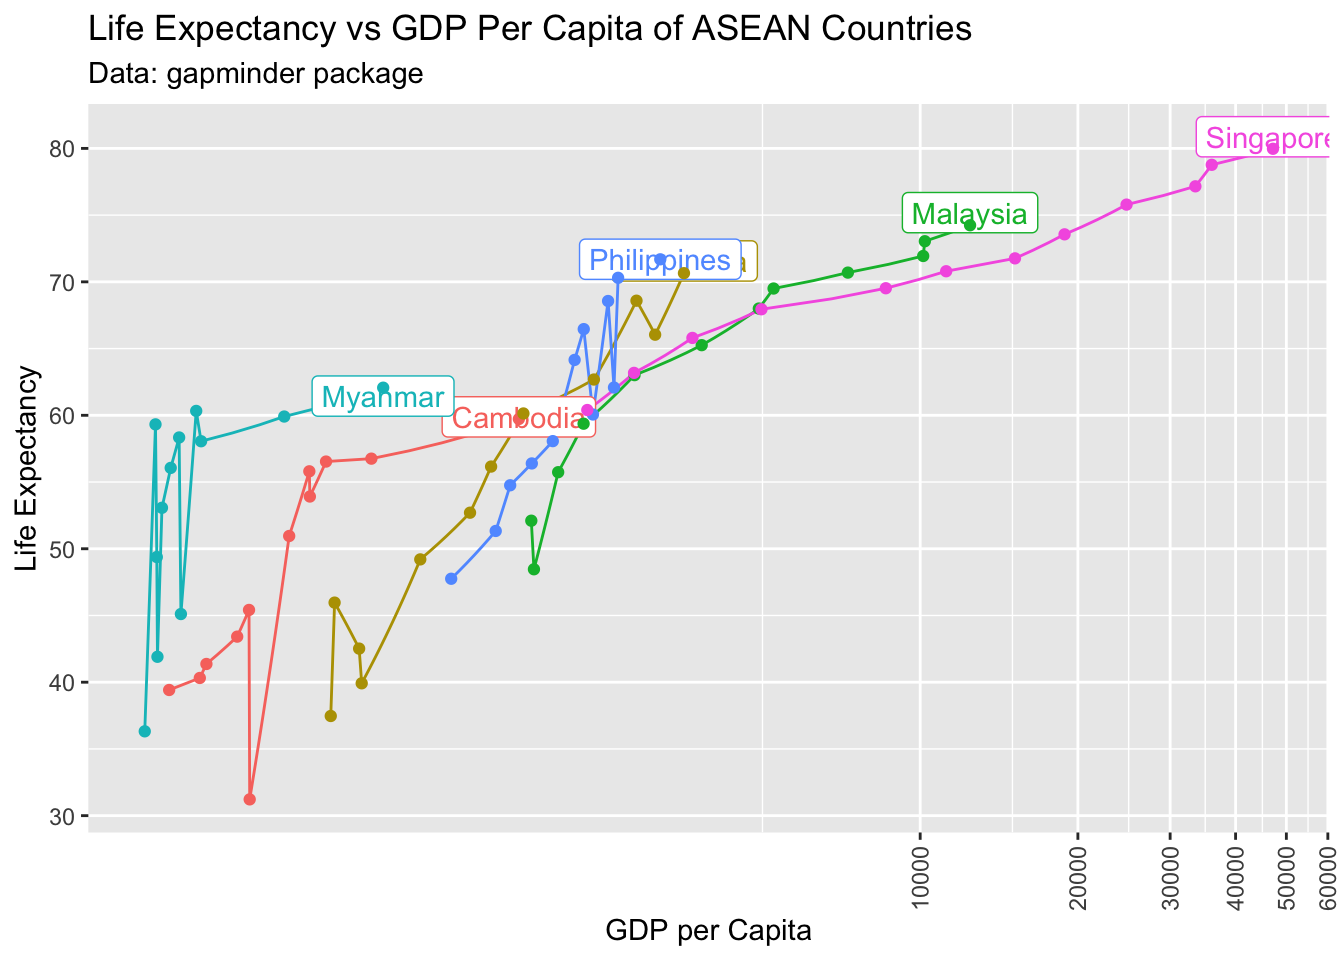 Life Expectancy vs GDP Per Capita of ASEAN Countries
Data: gapminder package
Life Expectancy
80
70
60
50
40
30
Singapore
Malaysia
Philippines
Myanmar
Cambodia
10000
20000
30000
40000
50000
60000
GDP per Capita